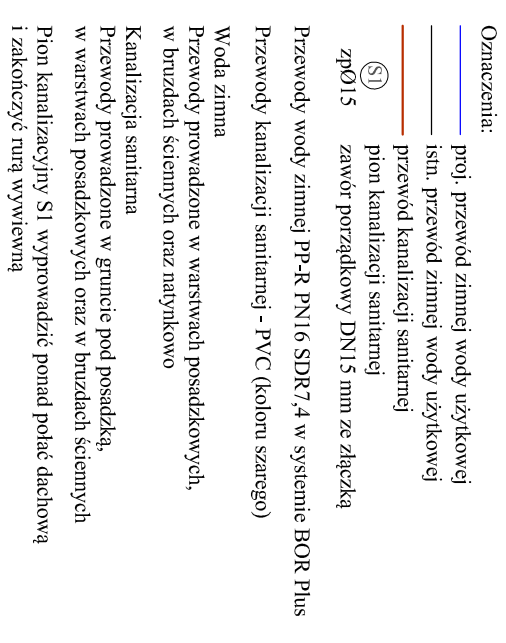 Oznaczenia:
proj. przewód zimnej wody użytkowej
istn. przewód zimnej wody użytkowej
przewód kanalizacji sanitarnej
S1 pion kanalizacji sanitarnej
zpØ15 zawór porządkowy DN15 mm ze złączką
Przewody wody zimnej PP-R PN16 SDR7,4 w systemie BOR Plus
Przewody kanalizacji sanitarnej - PVC (koloru szarego)
Woda zimna
Przewody prowadzone w warstwach posadzkowych,
w bruzdach ściennych oraz natynkowo
Kanalizacja sanitarna
Przewody prowadzone w gruncie pod posadzką,
w warstwach posadzkowych oraz w bruzdach ściennych
Pion kanalizacyjny S1 wyprowadzić ponad połać dachową
i zakończyć rurą wywiewną